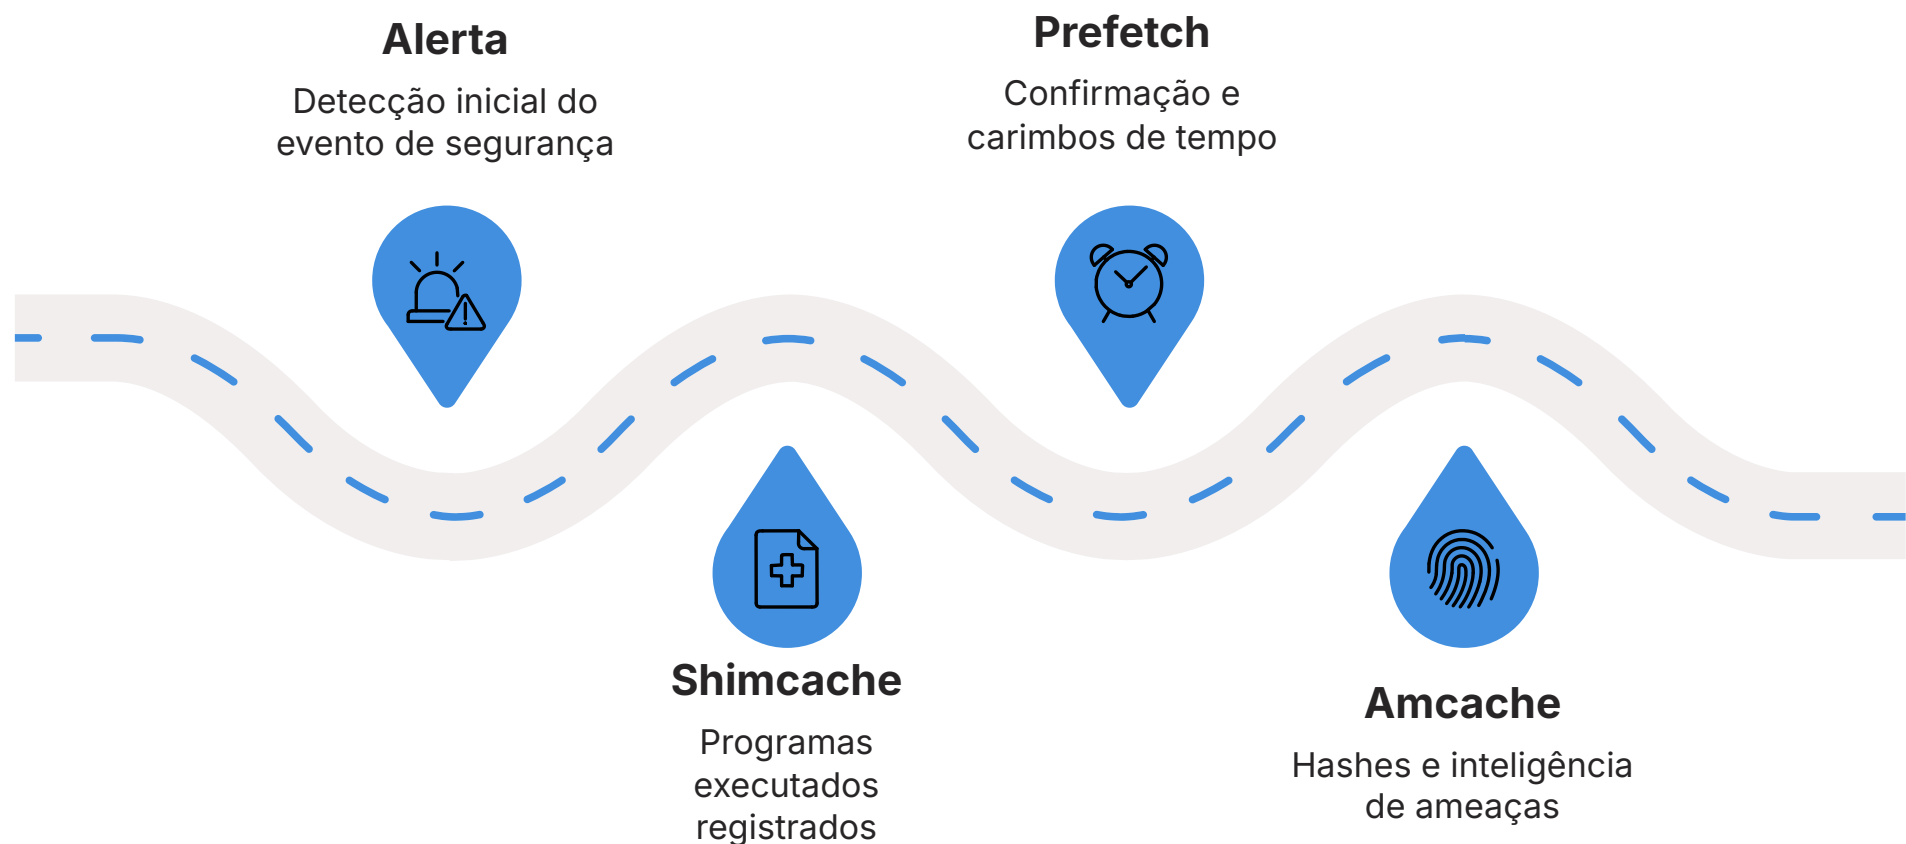 Alerta
Detecção inicial do
evento de segurança
Shimcache
Programas
executados
registrados
Prefetch
Confirmação e
carimbos de tempo
Amcache
Hashes e inteligência
de ameaças